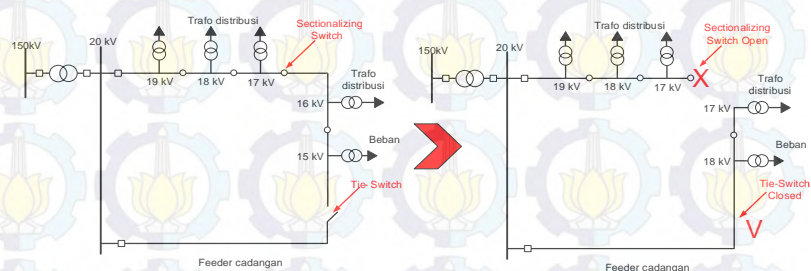 Trafo distribusi
Sectionalizing
Switch
150kV
20 kV
19 kV
18 kV
17 kV
Trafo
distribusi
16 kV
Beban
15 kV
Tie-Switch
Feeder cadangan
Trafo distribusi
Sectionalizing
Switch Open
150kV
20 kV
19 kV
18 kV
17 kV
X
Trafo
distribusi
17 kV
Beban
18 kV
Tie-Switch
Closed
V
Feeder cadangan